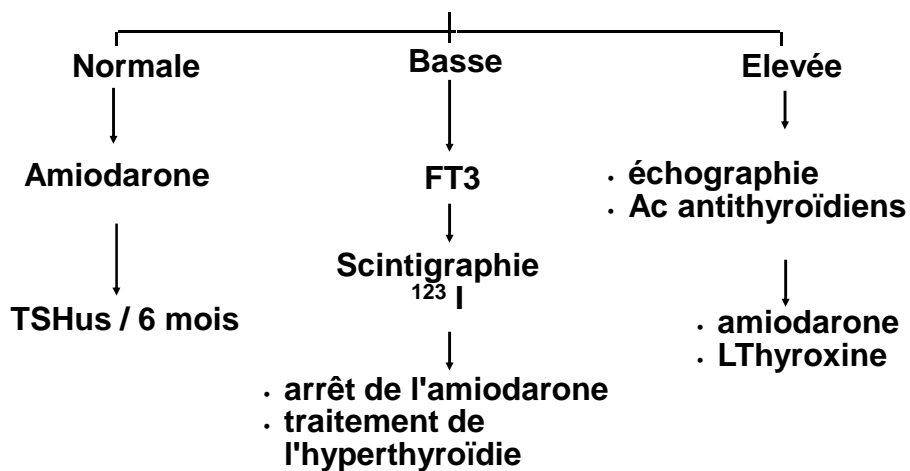 Normale
Basse
Elevée
Amiodarone
FT3
· échographie
· Ac antithyroïdiens
Scintigraphie
¹²³ I
TSHus / 6 mois
· amiodarone
· LThyroxine
· arrêt de l'amiodarone
· traitement de
l'hyperthyroïdie